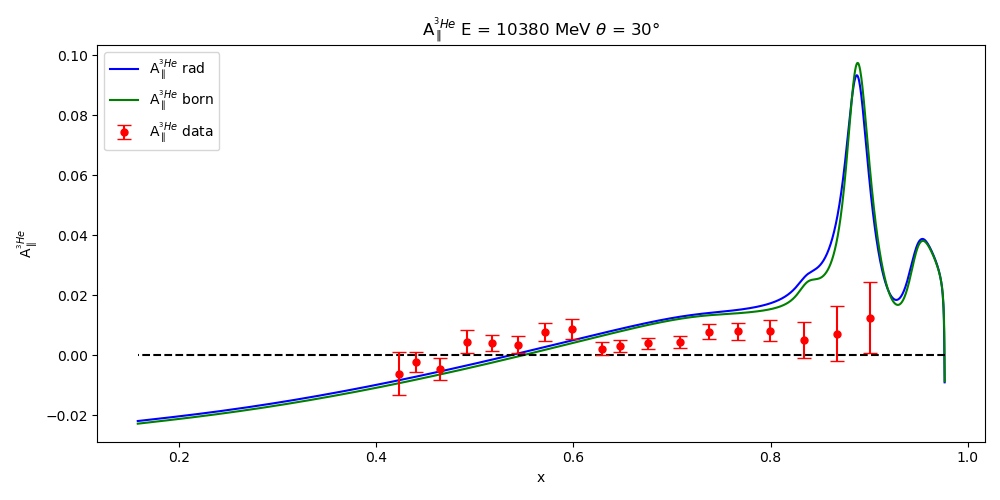 A∥³He E = 10380 MeV θ = 30°
A∥³He rad
A∥³He born
A∥³He data
0.10
0.08
0.06
0.04
0.02
0.00
−0.02
A∥³He
0.2 0.4 0.6 0.8 1.0
x